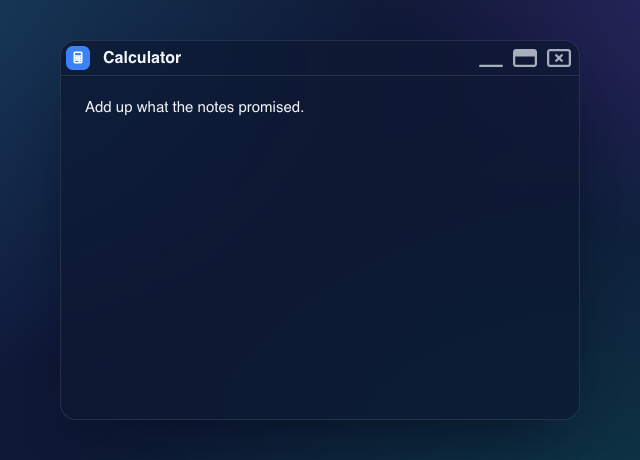 Calculator
Add up what the notes promised.